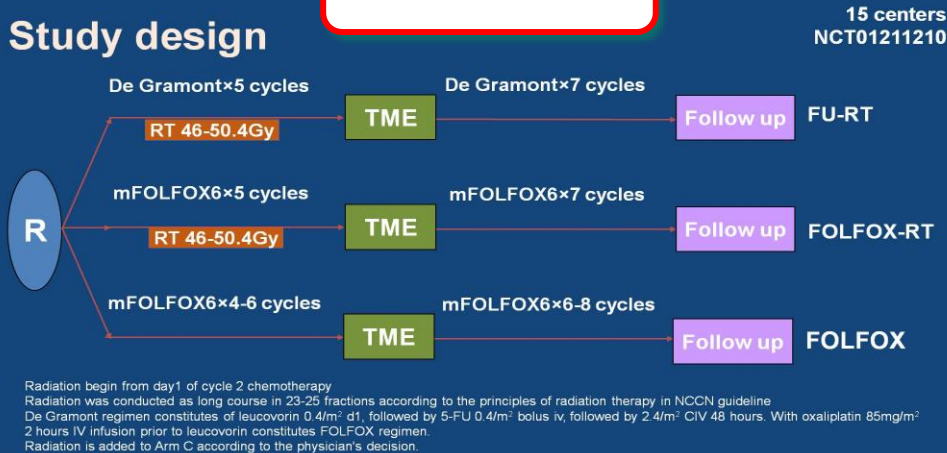 15 centers
NCT01211210
Study design
De Gramont×5 cycles
De Gramont×7 cycles
RT 46-50.4Gy
TME
Follow up
FU-RT
R
mFOLFOX6×5 cycles
mFOLFOX6×7 cycles
RT 46-50.4Gy
TME
Follow up
FOLFOX-RT
mFOLFOX6×4-6 cycles
mFOLFOX6×6-8 cycles
TME
Follow up
FOLFOX
Radiation begin from day1 of cycle 2 chemotherapy
Radiation was conducted as long course in 23-25 fractions according to the principles of radiation therapy in NCCN guideline
De Gramont regimen constitutes of leucovorin 0.4/m² d1, followed by 5-FU 0.4/m² bolus iv, followed by 2.4/m² CIV 48 hours. With oxaliplatin 85mg/m²
2 hours IV infusion prior to leucovorin constitutes FOLFOX regimen.
Radiation is added to Arm C according to the physician's decision.